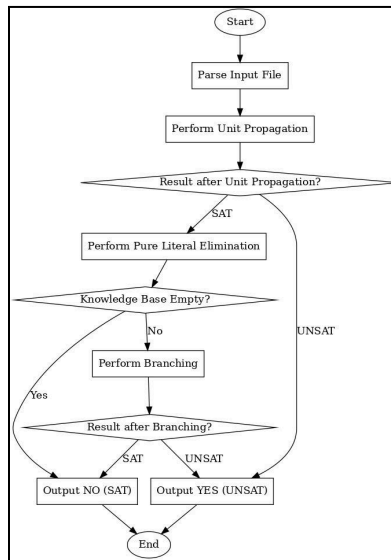 Start
Parse Input File
Perform Unit Propagation
Result after Unit Propagation?
SAT
Perform Pure Literal Elimination
Knowledge Base Empty?
No
UNSAT
Perform Branching
Yes
Result after Branching?
SAT
UNSAT
Output NO (SAT)
Output YES (UNSAT)
End